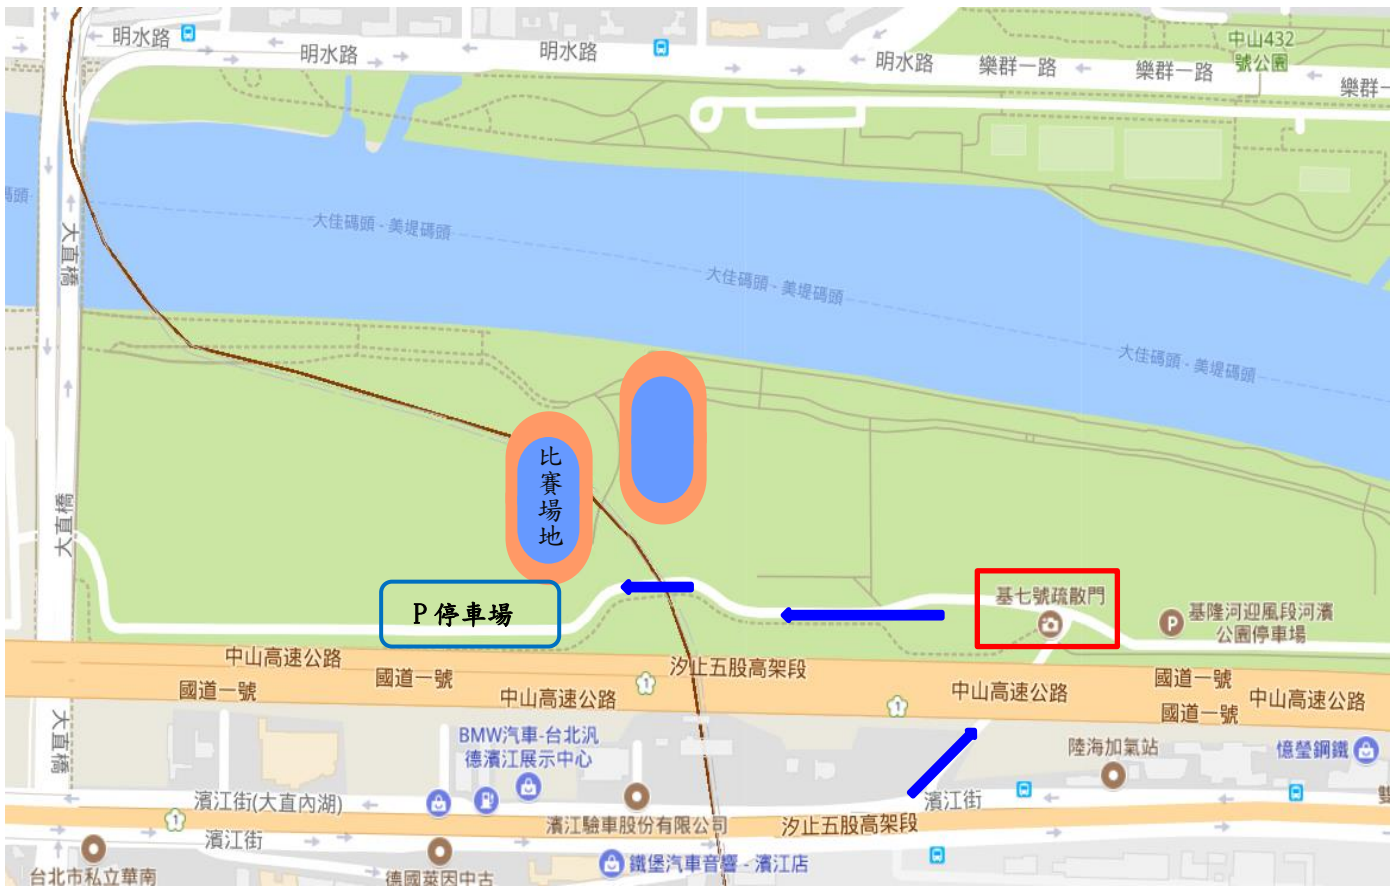 明水路
明水路
明水路
明水路
樂群一路
樂群一路
中山432
號公園
樂群一
碼頭
大佳碼頭 - 美堤碼頭
大直橋
大佳碼頭 - 美堤碼頭
大佳碼頭 - 美堤碼頭
比賽場地
大直橋
P 停車場
基七號疏散門
P
基隆河迎風段河濱
公園停車場
中山高速公路
國道一號
汐止五股高架段
國道一號
國道一號
中山高速公路
1
1
中山高速公路
中山高速公路
國道一號
大直橋
BMW汽車-台北汎
德濱江展示中心
陸海加氣站
憶瑩鋼鐵
濱江街(大直內湖)
濱江街
1
濱江街
濱江驗車股份有限公司
汐止五股高架段
台北市私立華南
德國萊因中古
鐵堡汽車音響 - 濱江店